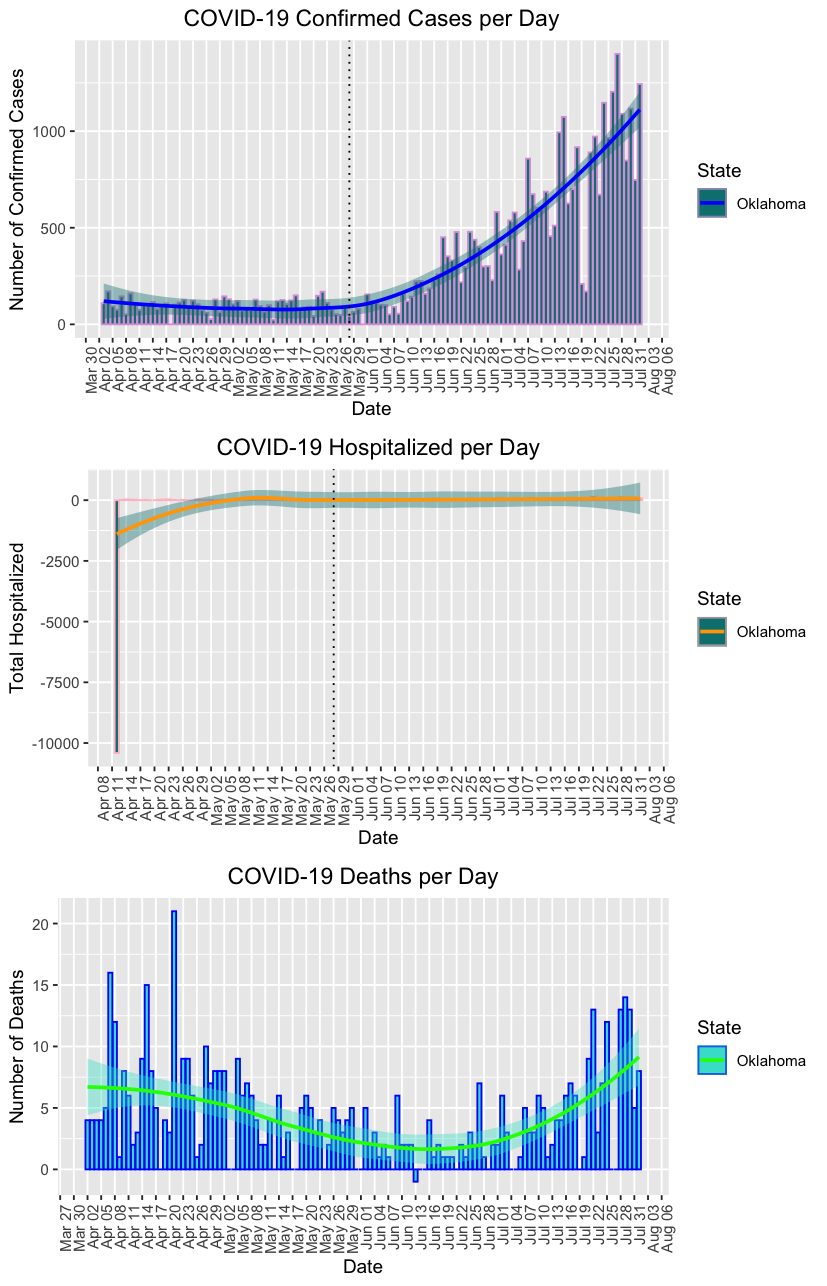 COVID-19 Confirmed Cases per Day
Number of Confirmed Cases
1000
500
0
Mar 30
Apr 02
Apr 05
Apr 08
Apr 11
Apr 14
Apr 17
Apr 20
Apr 23
Apr 26
Apr 29
May 02
May 05
May 08
May 11
May 14
May 17
May 20
May 23
May 26
May 29
Jun 01
Jun 04
Jun 07
Jun 10
Jun 13
Jun 16
Jun 19
Jun 22
Jun 25
Jun 28
Jul 01
Jul 04
Jul 07
Jul 10
Jul 13
Jul 16
Jul 19
Jul 22
Jul 25
Jul 28
Jul 31
Aug 03
Aug 06
Date
State
Oklahoma
COVID-19 Hospitalized per Day
Total Hospitalized
0
-2500
-5000
-7500
-10000
Apr 08
Apr 11
Apr 14
Apr 17
Apr 20
Apr 23
Apr 26
Apr 29
May 02
May 05
May 08
May 11
May 14
May 17
May 20
May 23
May 26
May 29
Jun 01
Jun 04
Jun 07
Jun 10
Jun 13
Jun 16
Jun 19
Jun 22
Jun 25
Jun 28
Jul 01
Jul 04
Jul 07
Jul 10
Jul 13
Jul 16
Jul 19
Jul 22
Jul 25
Jul 28
Jul 31
Aug 03
Aug 06
Date
State
Oklahoma
COVID-19 Deaths per Day
Number of Deaths
20
15
10
5
0
Mar 27
Mar 30
Apr 02
Apr 05
Apr 08
Apr 11
Apr 14
Apr 17
Apr 20
Apr 23
Apr 26
Apr 29
May 02
May 05
May 08
May 11
May 14
May 17
May 20
May 23
May 26
May 29
Jun 01
Jun 04
Jun 07
Jun 10
Jun 13
Jun 16
Jun 19
Jun 22
Jun 25
Jun 28
Jul 01
Jul 04
Jul 07
Jul 10
Jul 13
Jul 16
Jul 19
Jul 22
Jul 25
Jul 28
Jul 31
Aug 03
Aug 06
Date
State
Oklahoma